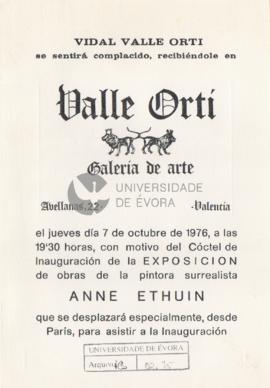 VIDAL VALLE ORTI
se sentirá complacido, recibiéndole en
Valle Ortí
Galería de arte
UNIVERSIDADE
DE ÉVORA
Avellanas, 22 - Valencia
el jueves día 7 de octubre de 1976, a las
19'30 horas, con motivo del Cóctel de
Inauguración de la EXPOSICION
de obras de la pintora surrealista
ANNE ETHUIN
que se desplazará especialmente, desde
París, para asistir a la Inauguración
UNIVERSIDADE DE ÉVORA
Arquivo